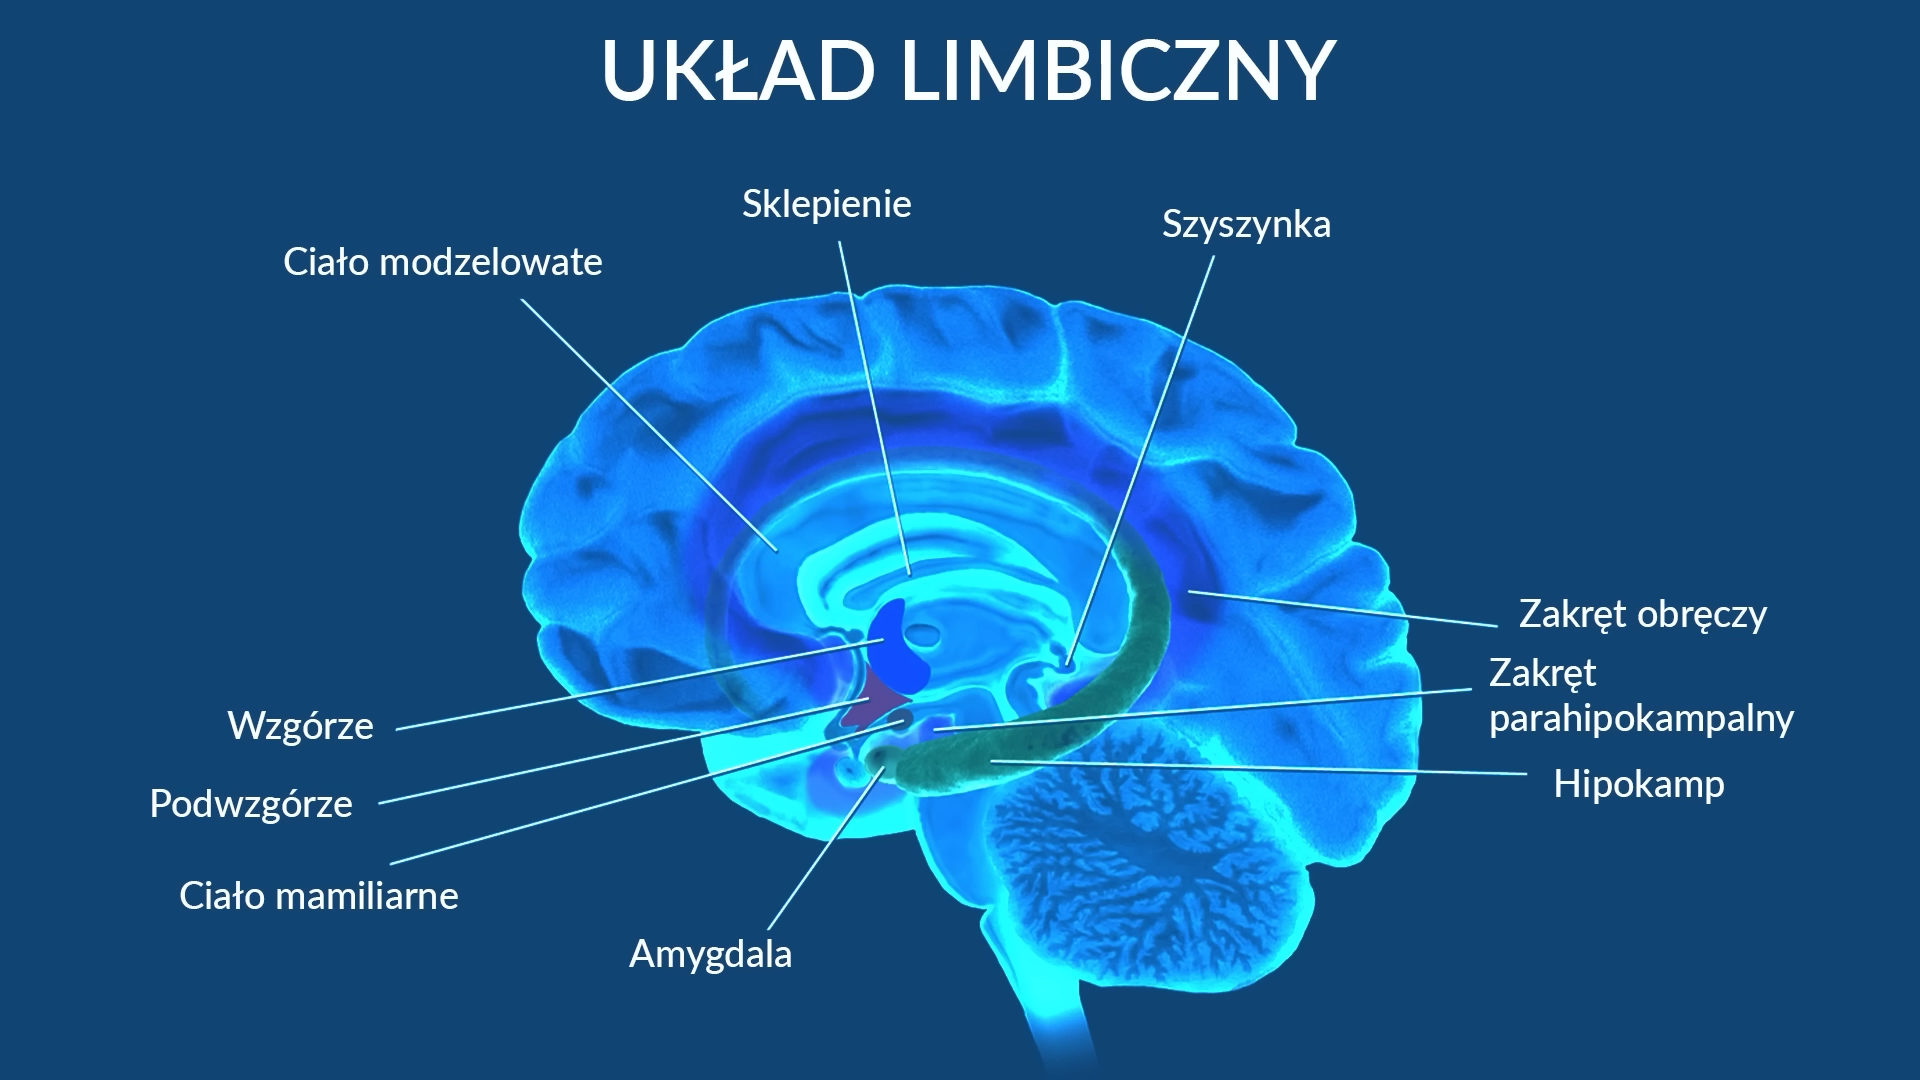 UKŁAD LIMBICZNY
Sklepienie
Szyszynka
Ciało modzelowate
Zakręt obręczy
Zakręt
parahipokampalny
Wzgórze
Hipokamp
Podwzgórze
Ciało mamiliarne
Amygdala